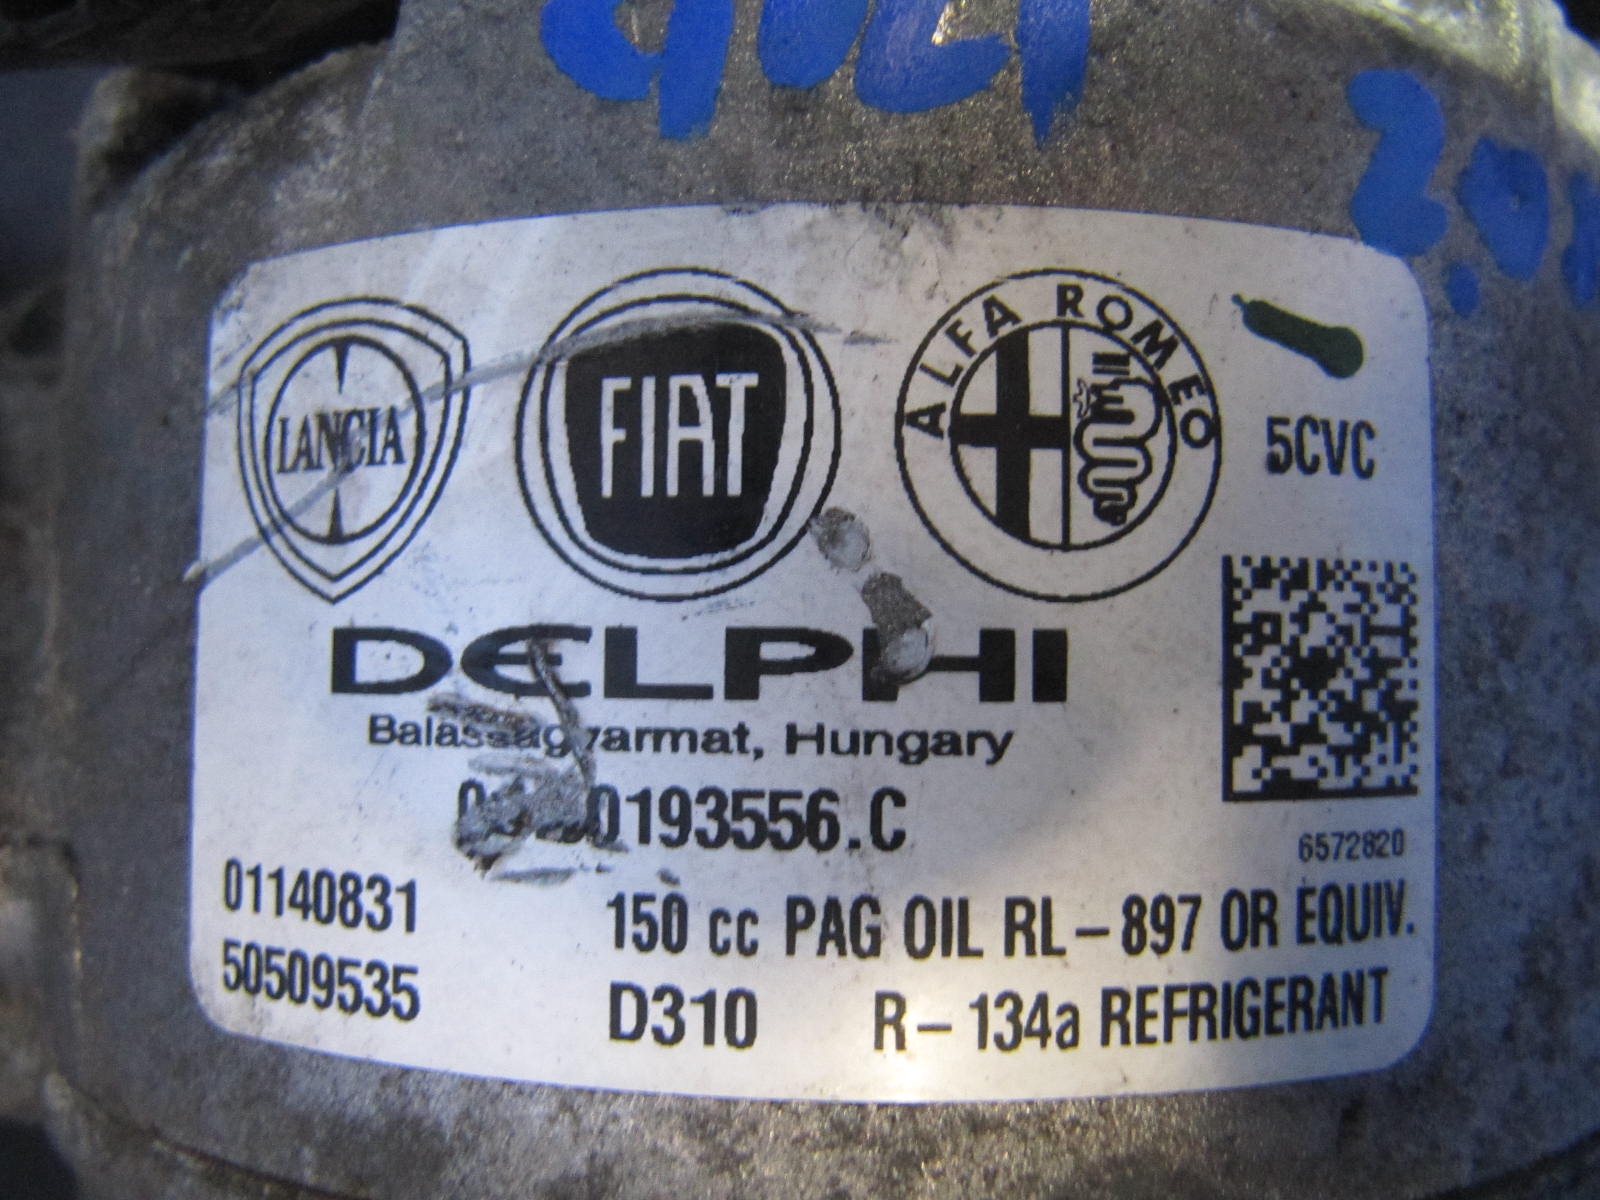 LANCIA
FIAT
ALFA ROMEO
5CVC
DELPHI
Balassagyarmat, Hungary
6572820
01140831
150 cc PAG OIL RL-897 OR EQUIV.
50509535
D310 R-134a REFRIGERANT